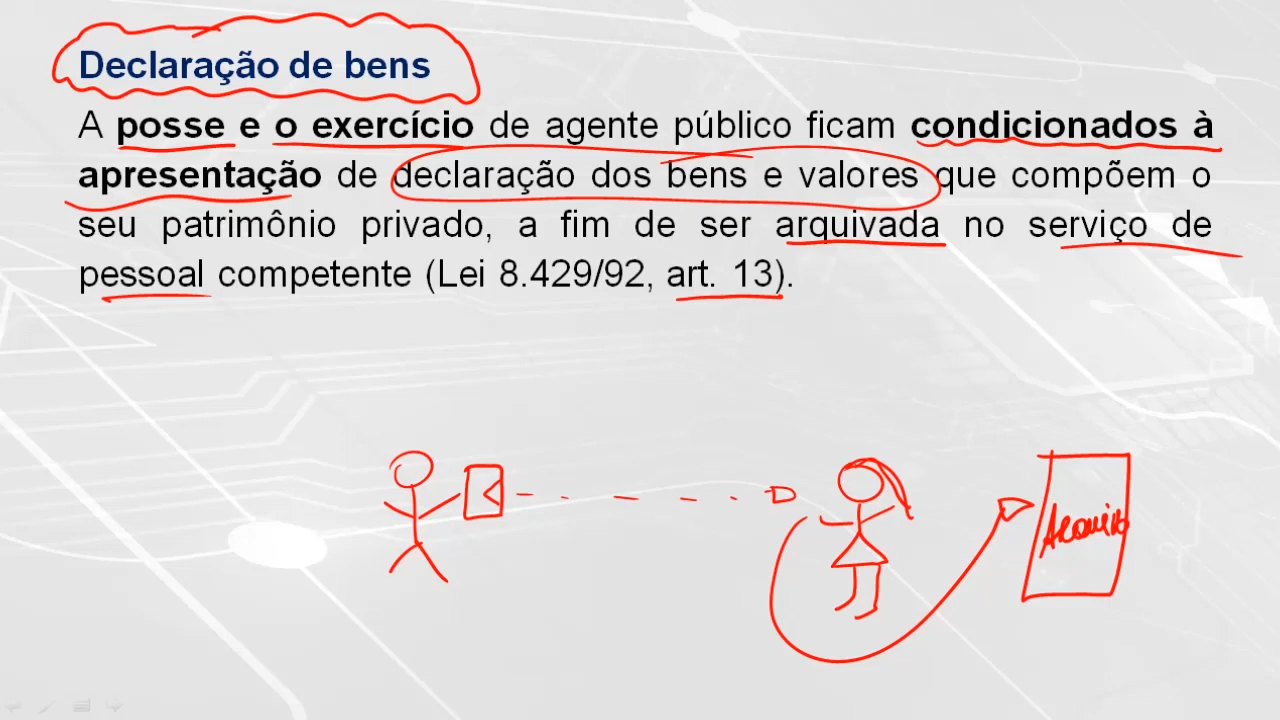 Declaração de bens
A posse e o exercício de agente público ficam condicionados à
apresentação de declaração dos bens e valores que compõem o
seu patrimônio privado, a fim de ser arquivada no serviço de
pessoal competente (Lei 8.429/92, art. 13).
Arquivo